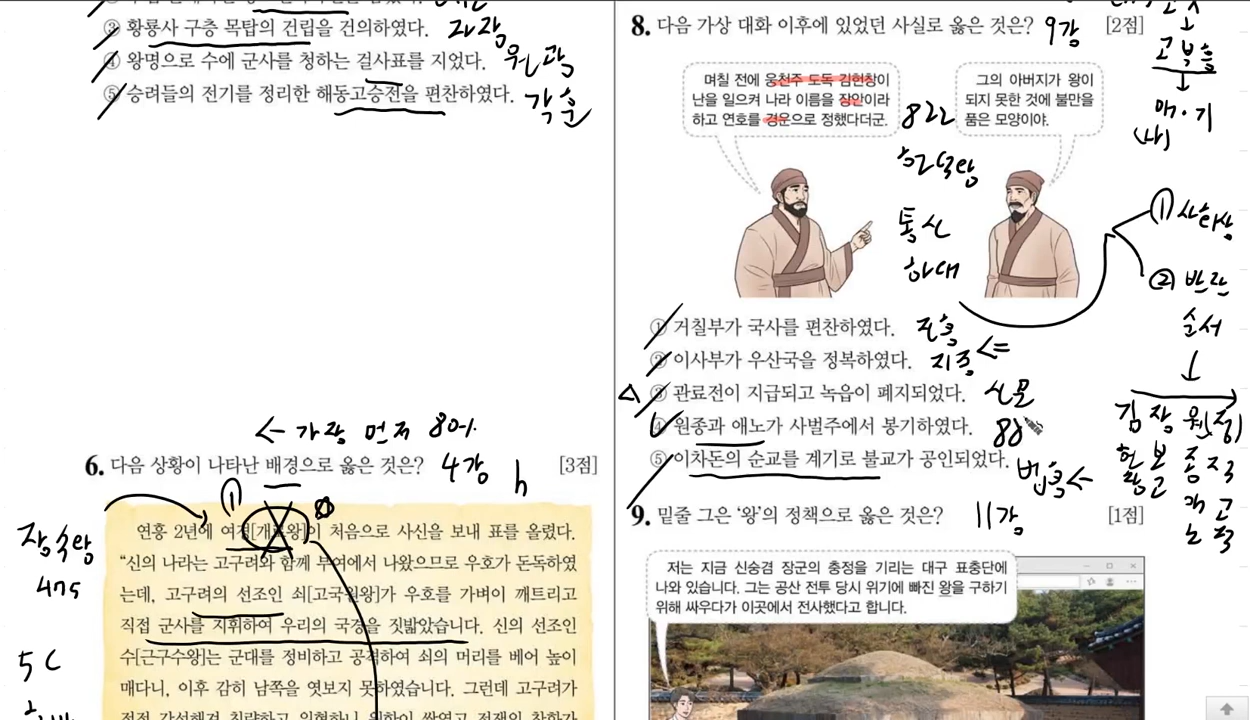 ③ 황룡사 구층 목탑의 건립을 건의하였다. 자장
④ 왕명으로 수에 군사를 청하는 걸사표를 지었다. 원광
⑤ 승려들의 전기를 정리한 해동고승전을 편찬하였다. 각훈
← 가장 먼저 80%
6. 다음 상황이 나타난 배경으로 옳은 것은? 4강 [3점]
①
장수왕
475
5C
연흥 2년에 여경[개로왕]이 처음으로 사신을 보내 표를 올렸다.
“신의 나라는 고구려와 함께 부여에서 나왔으므로 우호가 돈독하였
는데, 고구려의 선조인 쇠[고국원왕]가 우호를 가벼이 깨트리고
직접 군사를 지휘하여 우리의 국경을 짓밟았습니다. 신의 선조인
수[근구수왕]는 군대를 정비하고 공격하여 쇠의 머리를 베어 높이
매다니, 이후 감히 남쪽을 엿보지 못하였습니다. 그런데 고구려가
8. 다음 가상 대화 이후에 있었던 사실로 옳은 것은? 9강 [2점]
며칠 전에 웅천주 도독 김헌창이
난을 일으켜 나라 이름을 장안이라
하고 연호를 경운으로 정했다더군.
그의 아버지가 왕이
되지 못한 것에 불만을
품은 모양이야.
822
헌덕왕
통신
하대
① 거칠부가 국사를 편찬하였다. 진흥
② 이사부가 우산국을 정복하였다. 지증 ⇐
③ 관료전이 지급되고 녹읍이 폐지되었다. 신문
④ 원종과 애노가 사벌주에서 봉기하였다. 88
⑤ 이차돈의 순교를 계기로 불교가 공인되었다. 법흥 ←
고부흥
↓
매·기
(나)
① 사회상
② 반란
순서
↓
김 장 원 적
헌 보 종 적
창 고 애 고
노 적
9. 밑줄 그은 ‘왕’의 정책으로 옳은 것은? 11강 [1점]
저는 지금 신숭겸 장군의 충정을 기리는 대구 표충단에
나와 있습니다. 그는 공산 전투 당시 위기에 빠진 왕을 구하기
위해 싸우다가 이곳에서 전사했다고 합니다.